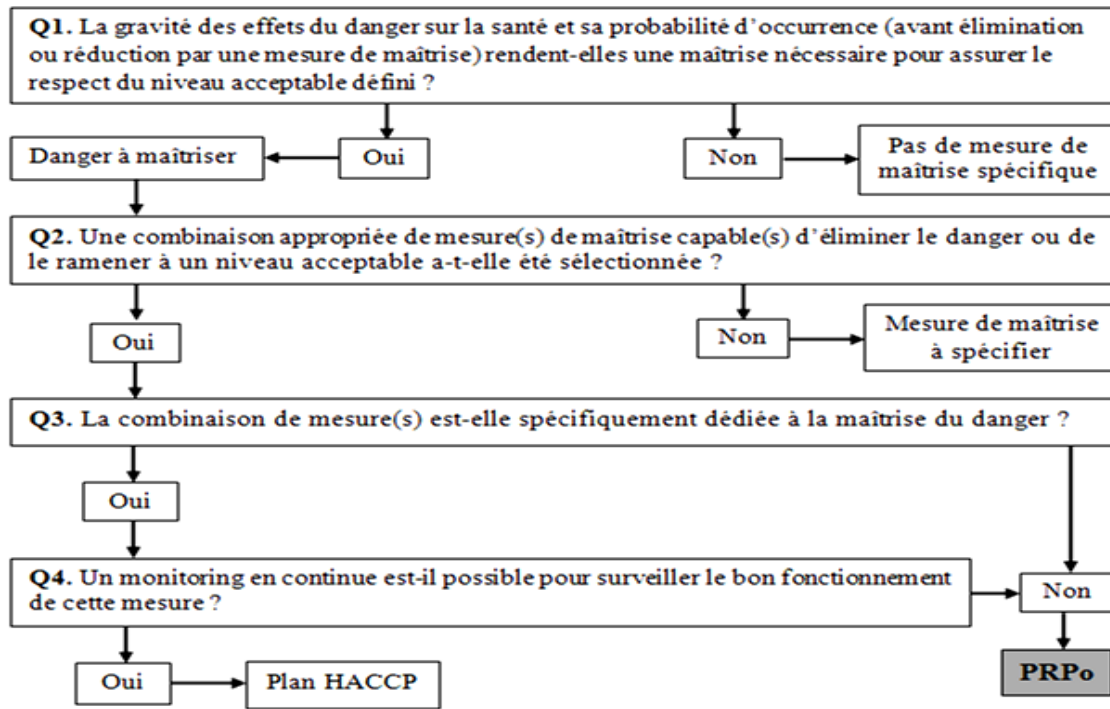 Q1. La gravité des effets du danger sur la santé et sa probabilité d’occurrence (avant élimination
ou réduction par une mesure de maîtrise) rendent-elles une maîtrise nécessaire pour assurer le
respect du niveau acceptable défini ?
Danger à maîtriser
Oui
Non
Pas de mesure de
maîtrise spécifique
Q2. Une combinaison appropriée de mesure(s) de maîtrise capable(s) d’éliminer le danger ou de
le ramener à un niveau acceptable a-t-elle été sélectionnée ?
Oui
Non
Mesure de maîtrise
à spécifier
Q3. La combinaison de mesure(s) est-elle spécifiquement dédiée à la maîtrise du danger ?
Oui
Q4. Un monitoring en continue est-il possible pour surveiller le bon fonctionnement
de cette mesure ?
Non
Oui
Plan HACCP
PRPo